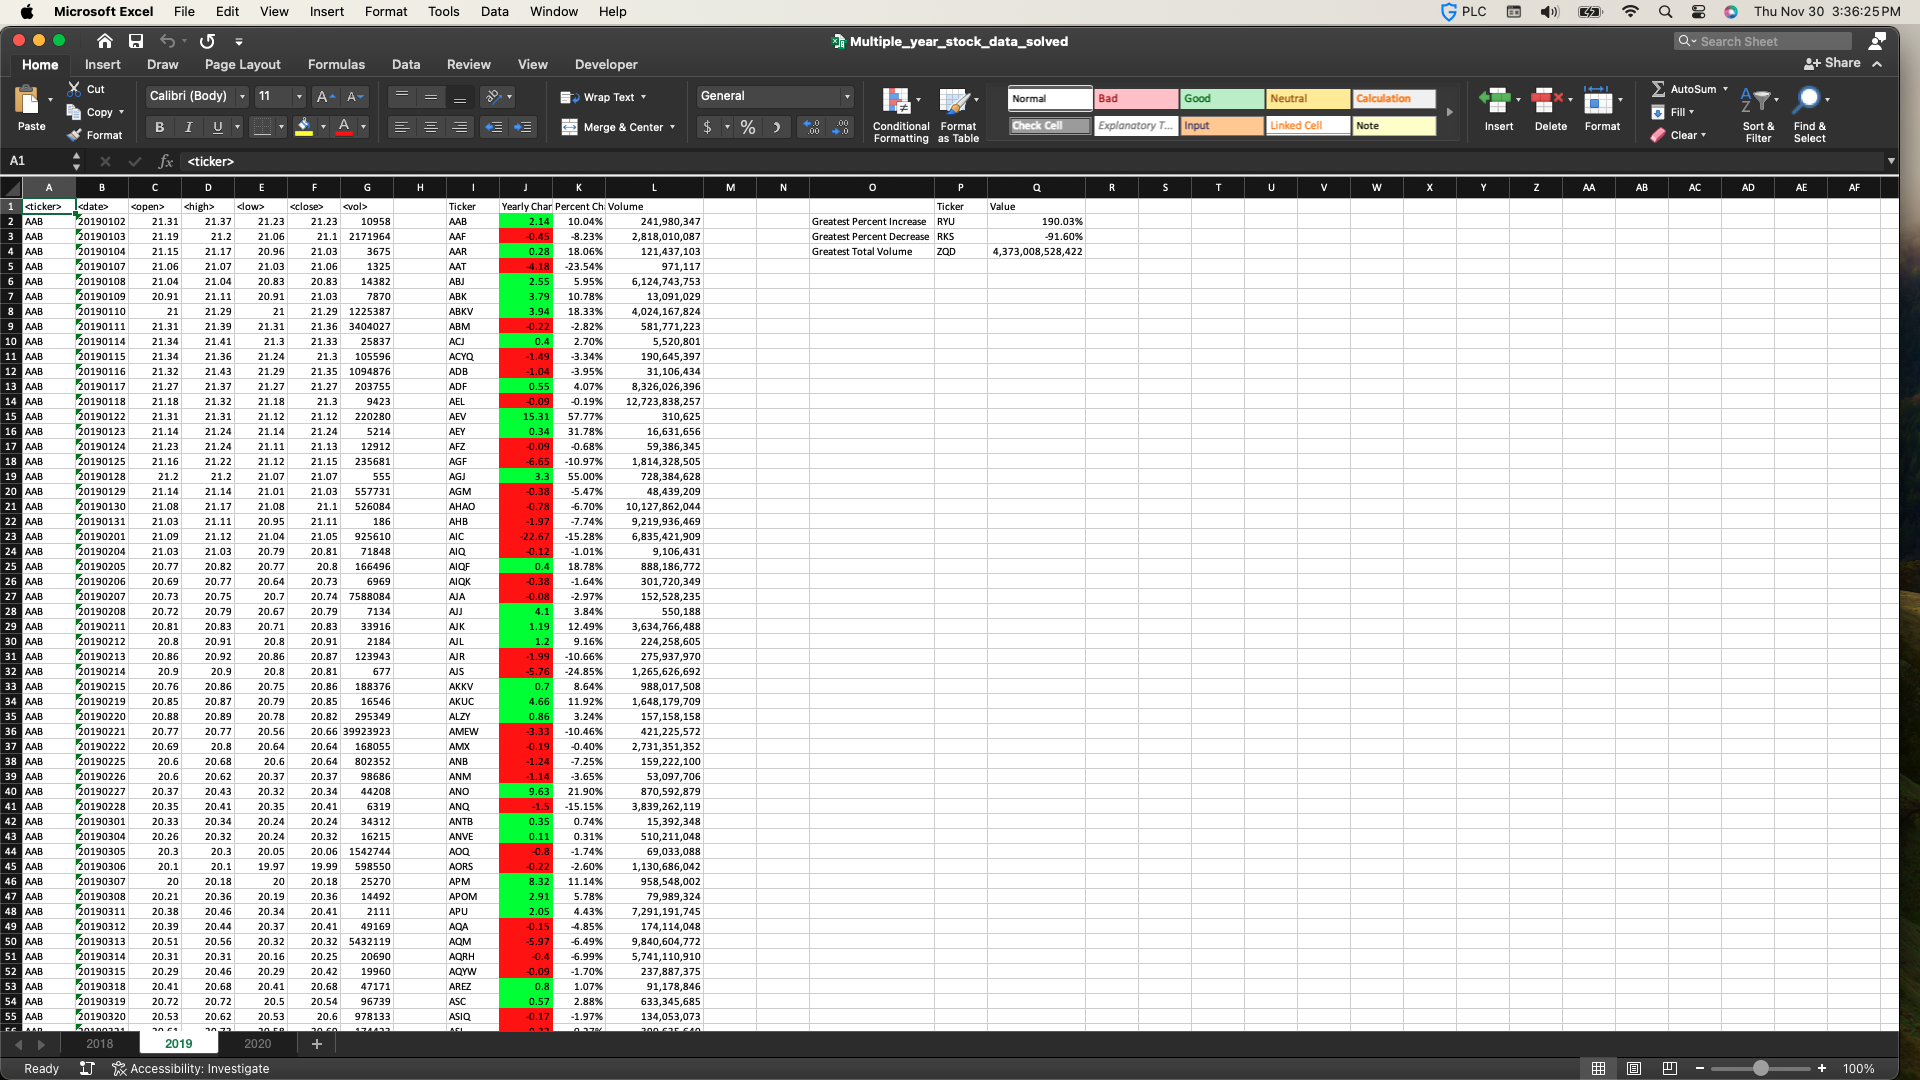 Microsoft Excel File Edit View Insert Format Tools Data Window Help PLC Thu Nov 30 3:36:25 PM
Multiple_year_stock_data_solved Search Sheet
Home Insert Draw Page Layout Formulas Data Review View Developer Share
Paste Cut Copy Format
Calibri (Body) 11 A A
B I U A
Wrap Text
Merge & Center
General
$ %
Conditional Formatting
Format as Table
Normal Bad Good Neutral Calculation
Check Cell Explanatory T... Input Linked Cell Note
Insert Delete Format
AutoSum
Fill
Clear
Sort & Filter
Find & Select
A1 fx <ticker>
A B C D E F G H I J K L M N O P Q R S T U V W X Y Z AA AB AC AD AE AF
1 <ticker> <date> <open> <high> <low> <close> <vol> Ticker Yearly Char Percent Ch Volume Ticker Value
2 AAB 20190102 21.31 21.37 21.23 21.23 10958 AAB 2.14 10.04% 241,980,347 Greatest Percent Increase RYU 190.03%
3 AAB 20190103 21.19 21.2 21.06 21.1 2171964 AAF -0.45 -8.23% 2,818,010,087 Greatest Percent Decrease RKS -91.60%
4 AAB 20190104 21.15 21.17 20.96 21.03 3675 AAR 0.28 18.06% 121,437,103 Greatest Total Volume ZQD 4,373,008,528,422
5 AAB 20190107 21.06 21.07 21.03 21.06 1325 AAT -4.18 -23.54% 971,117
6 AAB 20190108 21.04 21.04 20.83 20.83 14382 ABJ 2.55 5.95% 6,124,743,753
7 AAB 20190109 20.91 21.11 20.91 21.03 7870 ABK 3.79 10.78% 13,091,029
8 AAB 20190110 21 21.29 21 21.29 1225387 ABKV 3.94 18.33% 4,024,167,824
9 AAB 20190111 21.31 21.39 21.31 21.36 3404027 ABM -0.22 -2.82% 581,771,223
10 AAB 20190114 21.34 21.41 21.3 21.33 25837 ACJ 0.4 2.70% 5,520,801
11 AAB 20190115 21.34 21.36 21.24 21.3 105596 ACYQ -1.49 -3.34% 190,645,397
12 AAB 20190116 21.32 21.43 21.29 21.35 1094876 ADB -1.04 -3.95% 31,106,434
13 AAB 20190117 21.27 21.37 21.27 21.27 203755 ADF 0.55 4.07% 8,326,026,396
14 AAB 20190118 21.18 21.32 21.18 21.3 9423 AEL -0.09 -0.19% 12,723,838,257
15 AAB 20190122 21.31 21.31 21.12 21.12 220280 AEV 15.31 57.77% 310,625
16 AAB 20190123 21.14 21.24 21.14 21.24 5214 AEY 0.34 31.78% 16,631,656
17 AAB 20190124 21.23 21.24 21.11 21.13 12912 AFZ -0.09 -0.68% 59,386,345
18 AAB 20190125 21.16 21.22 21.12 21.15 235681 AGF -6.65 -10.97% 1,814,328,505
19 AAB 20190128 21.2 21.2 21.07 21.07 555 AGJ 3.3 55.00% 728,384,628
20 AAB 20190129 21.14 21.14 21.01 21.03 557731 AGM -0.38 -5.47% 48,439,209
21 AAB 20190130 21.08 21.17 21.08 21.1 526084 AHAO -0.78 -6.70% 10,127,862,044
22 AAB 20190131 21.03 21.11 20.95 21.11 186 AHB -1.97 -7.74% 9,219,936,469
23 AAB 20190201 21.09 21.12 21.04 21.05 925610 AIC -22.67 -15.28% 6,835,421,909
24 AAB 20190204 21.03 21.03 20.79 20.81 71848 AIQ -0.12 -1.01% 9,106,431
25 AAB 20190205 20.77 20.82 20.77 20.8 166496 AIQF 0.4 18.78% 888,186,772
26 AAB 20190206 20.69 20.77 20.64 20.73 6969 AIQK -0.38 -1.64% 301,720,349
27 AAB 20190207 20.73 20.75 20.7 20.74 7588084 AJA -0.08 -2.97% 152,528,235
28 AAB 20190208 20.72 20.79 20.67 20.79 7134 AJJ 4.1 3.84% 550,188
29 AAB 20190211 20.81 20.83 20.71 20.83 33916 AJK 1.19 12.49% 3,634,766,488
30 AAB 20190212 20.8 20.91 20.8 20.91 2184 AJL 1.2 9.16% 224,258,605
31 AAB 20190213 20.86 20.92 20.86 20.87 123943 AJR -1.99 -10.66% 275,937,970
32 AAB 20190214 20.9 20.9 20.8 20.81 677 AJS -5.76 -24.85% 1,265,626,692
33 AAB 20190215 20.76 20.86 20.75 20.86 188376 AKKV 0.7 8.64% 988,017,508
34 AAB 20190219 20.85 20.87 20.79 20.85 16546 AKUC 4.66 11.92% 1,648,179,709
35 AAB 20190220 20.88 20.89 20.78 20.82 295349 ALZY 0.86 3.24% 157,158,158
36 AAB 20190221 20.77 20.77 20.56 20.66 39923923 AMEW -3.33 -10.46% 421,225,572
37 AAB 20190222 20.69 20.8 20.64 20.64 168055 AMX -0.19 -0.40% 2,731,351,352
38 AAB 20190225 20.6 20.68 20.6 20.64 802352 ANB -1.24 -7.25% 159,222,100
39 AAB 20190226 20.6 20.62 20.37 20.37 98686 ANM -1.14 -3.65% 53,097,706
40 AAB 20190227 20.37 20.43 20.32 20.34 44208 ANO 9.63 21.90% 870,592,879
41 AAB 20190228 20.35 20.41 20.35 20.41 6319 ANQ -1.5 -15.15% 3,839,262,119
42 AAB 20190301 20.33 20.34 20.24 20.24 34312 ANTB 0.35 0.74% 15,392,348
43 AAB 20190304 20.26 20.32 20.24 20.32 16215 ANVE 0.11 0.31% 510,211,048
44 AAB 20190305 20.3 20.3 20.05 20.06 1542744 AOQ -0.8 -1.74% 69,033,088
45 AAB 20190306 20.1 20.1 19.97 19.99 598550 AORS -0.22 -2.60% 1,130,686,042
46 AAB 20190307 20 20.18 20 20.18 25270 APM 8.32 11.14% 958,548,002
47 AAB 20190308 20.21 20.36 20.19 20.36 14492 APOM 2.91 5.78% 79,989,324
48 AAB 20190311 20.38 20.46 20.34 20.41 2111 APU 2.05 4.43% 7,291,191,745
49 AAB 20190312 20.39 20.44 20.37 20.41 49169 AQA -0.15 -4.85% 174,114,048
50 AAB 20190313 20.51 20.56 20.32 20.32 5432119 AQM -5.97 -6.49% 9,840,604,772
51 AAB 20190314 20.31 20.31 20.16 20.25 20690 AQRH -0.4 -6.99% 5,741,110,910
52 AAB 20190315 20.29 20.46 20.29 20.42 19960 AQYW -0.09 -1.70% 237,887,375
53 AAB 20190318 20.41 20.68 20.41 20.68 47171 AREZ 0.8 1.07% 91,178,846
54 AAB 20190319 20.72 20.72 20.5 20.54 96739 ASC 0.57 2.88% 633,345,685
55 AAB 20190320 20.53 20.62 20.53 20.6 978133 ASIQ -0.17 -1.97% 134,053,073
2018 2019 2020 +
Ready Accessibility: Investigate 100%